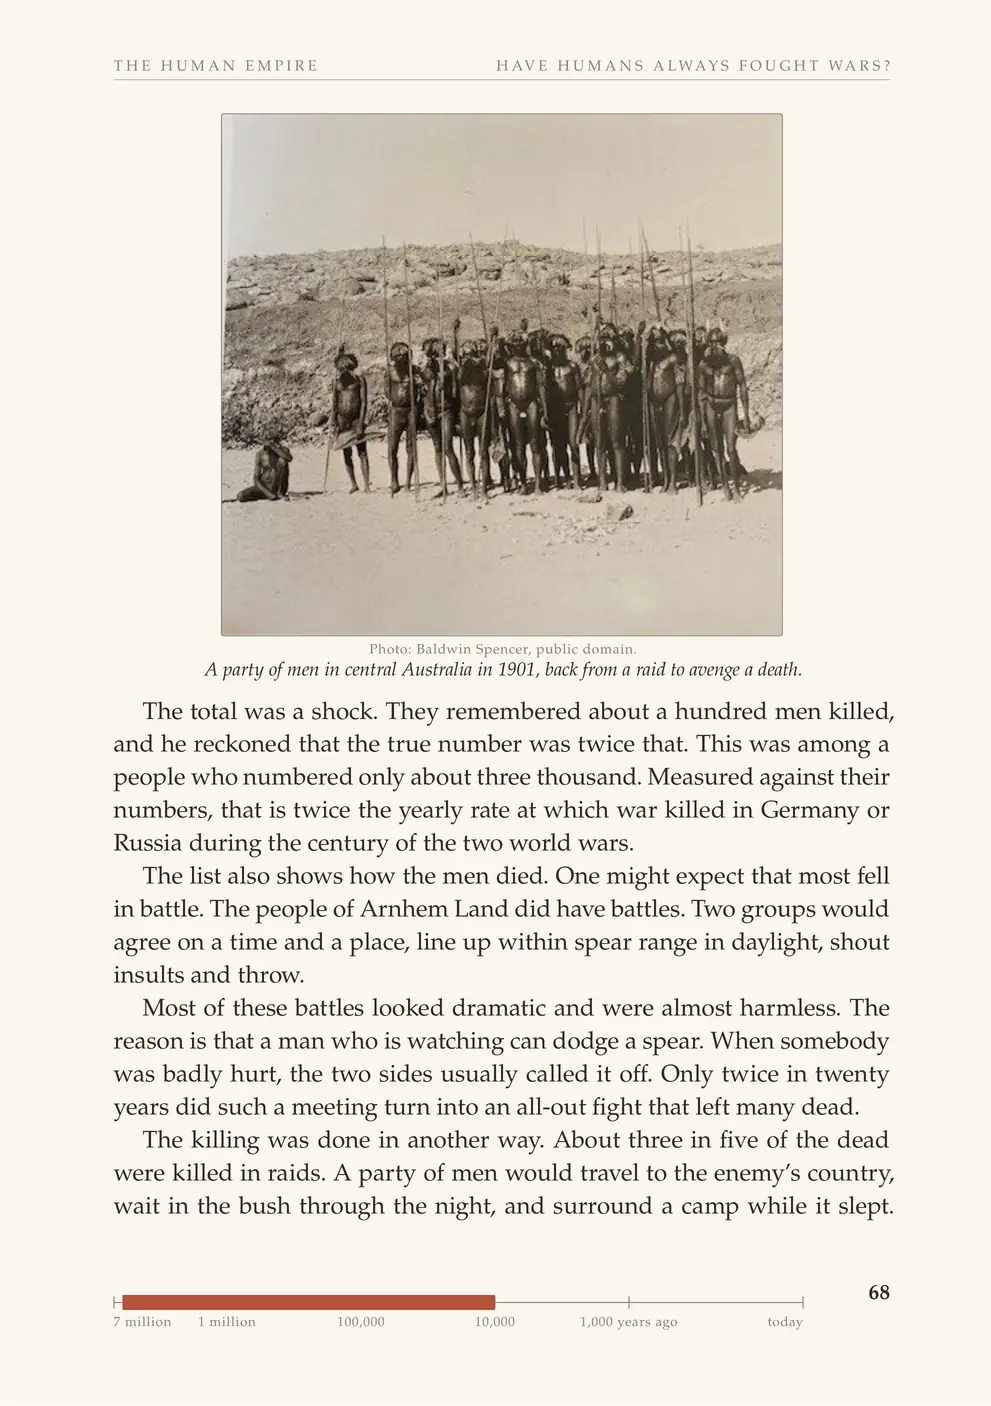 THE HUMAN EMPIRE
HAVE HUMANS ALWAYS FOUGHT WARS?
Photo: Baldwin Spencer, public domain.
A party of men in central Australia in 1901, back from a raid to avenge a death.
The total was a shock. They remembered about a hundred men killed,
and he reckoned that the true number was twice that. This was among a
people who numbered only about three thousand. Measured against their
numbers, that is twice the yearly rate at which war killed in Germany or
Russia during the century of the two world wars.
The list also shows how the men died. One might expect that most fell
in battle. The people of Arnhem Land did have battles. Two groups would
agree on a time and a place, line up within spear range in daylight, shout
insults and throw.
Most of these battles looked dramatic and were almost harmless. The
reason is that a man who is watching can dodge a spear. When somebody
was badly hurt, the two sides usually called it off. Only twice in twenty
years did such a meeting turn into an all-out fight that left many dead.
The killing was done in another way. About three in five of the dead
were killed in raids. A party of men would travel to the enemy’s country,
wait in the bush through the night, and surround a camp while it slept.
68
7 million 1 million 100,000 10,000 1,000 years ago today